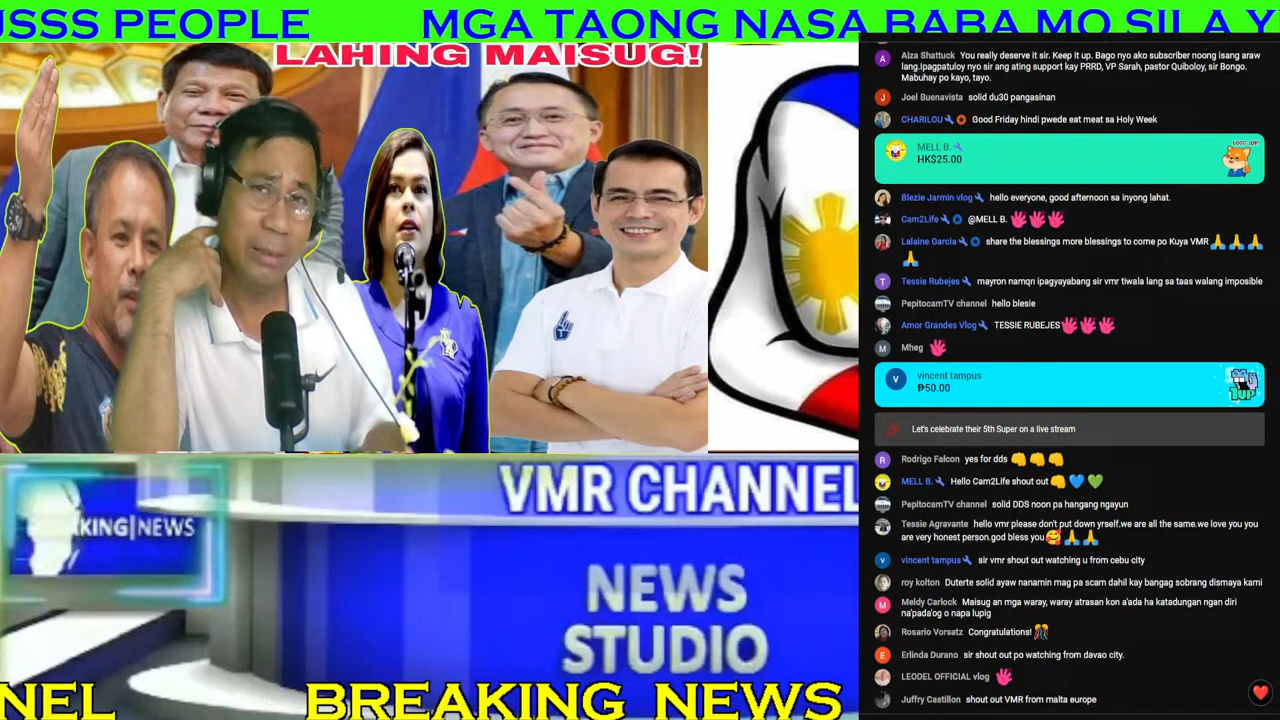 USSS PEOPLE
MGA TAONG NASA BABA MO SILA Y
LAHING MAISUG!
VMR CHANNEL
AKING|NEWS
NEWS
STUDIO
NEL
BREAKING NEWS
Aiza Shattuck You really deserve it sir. Keep it up. Bago nyo ako subscriber noong isang araw
lang.ipagpatuloy nyo sir ang ating support kay PRRD, VP Sarah, pastor Quiboloy, sir Bongo.
Mabuhay po kayo, tayo.
Joel Buenavista solid du30 pangasinan
CHARILOU Good Friday hindi pwede eat meat sa Holy Week
MELL B.
HK$25.00
GOOD JOB!
Blezie Jarmin vlog hello everyone, good afternoon sa inyong lahat.
Cam2Life @MELL B.
Lalaine Garcia share the blessings more blessings to come po Kuya VMR
Tessie Rubejes mayron namqn ipagyayabang sir vmr tiwala lang sa taas walang imposible
PepitocamTV channel hello blesie
Amor Grandes Vlog TESSIE RUBEJES
Mheg
vincent tampus
₱50.00
1UP
Let's celebrate their 5th Super on a live stream
Rodrigo Falcon yes for dds
MELL B. Hello Cam2Life shout out
PepitocamTV channel solid DDS noon pa hangang ngayun
Tessie Agravante hello vmr please don't put down yrself.we are all the same.we love you you
are very honest person.god bless you
vincent tampus sir vmr shout out watching u from cebu city
roy kolton Duterte solid ayaw nanamin mag pa scam dahil kay bangag sobrang dismaya kami
Meldy Carlock Maisug an mga waray, waray atrasan kon a'ada ha katadungan ngan diri
na'pada'og o napa lupig
Rosario Vorsatz Congratulations!
Erlinda Durano sir shout out po watching from davao city.
LEODEL OFFICIAL vlog
Juffry Castillon shout out VMR from malta europe